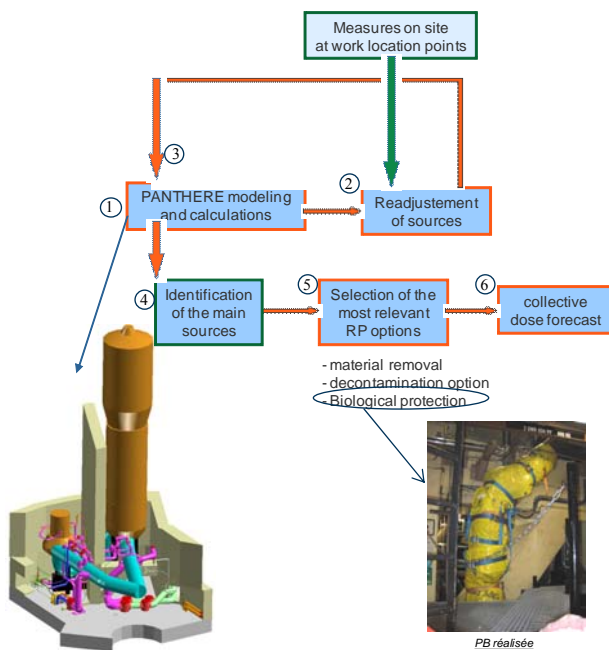 Measures on site
at work location points
③
① PANTHERE modeling
and calculations
② Readjustement
of sources
④ Identification
of the main
sources
⑤ Selection of the
most relevant
RP options
⑥ collective
dose forecast
- material removal
- decontamination option
- Biological protection
PB réalisée